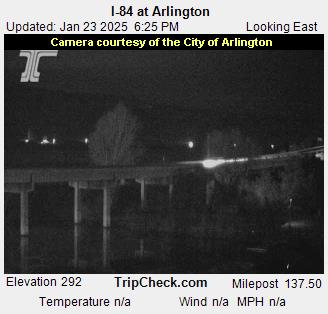 I-84 at Arlington
Updated: Jan 23 2025 6:25 PM Looking East
Camera courtesy of the City of Arlington
Elevation 292 TripCheck.com Milepost 137.50
Temperature n/a Wind n/a MPH n/a